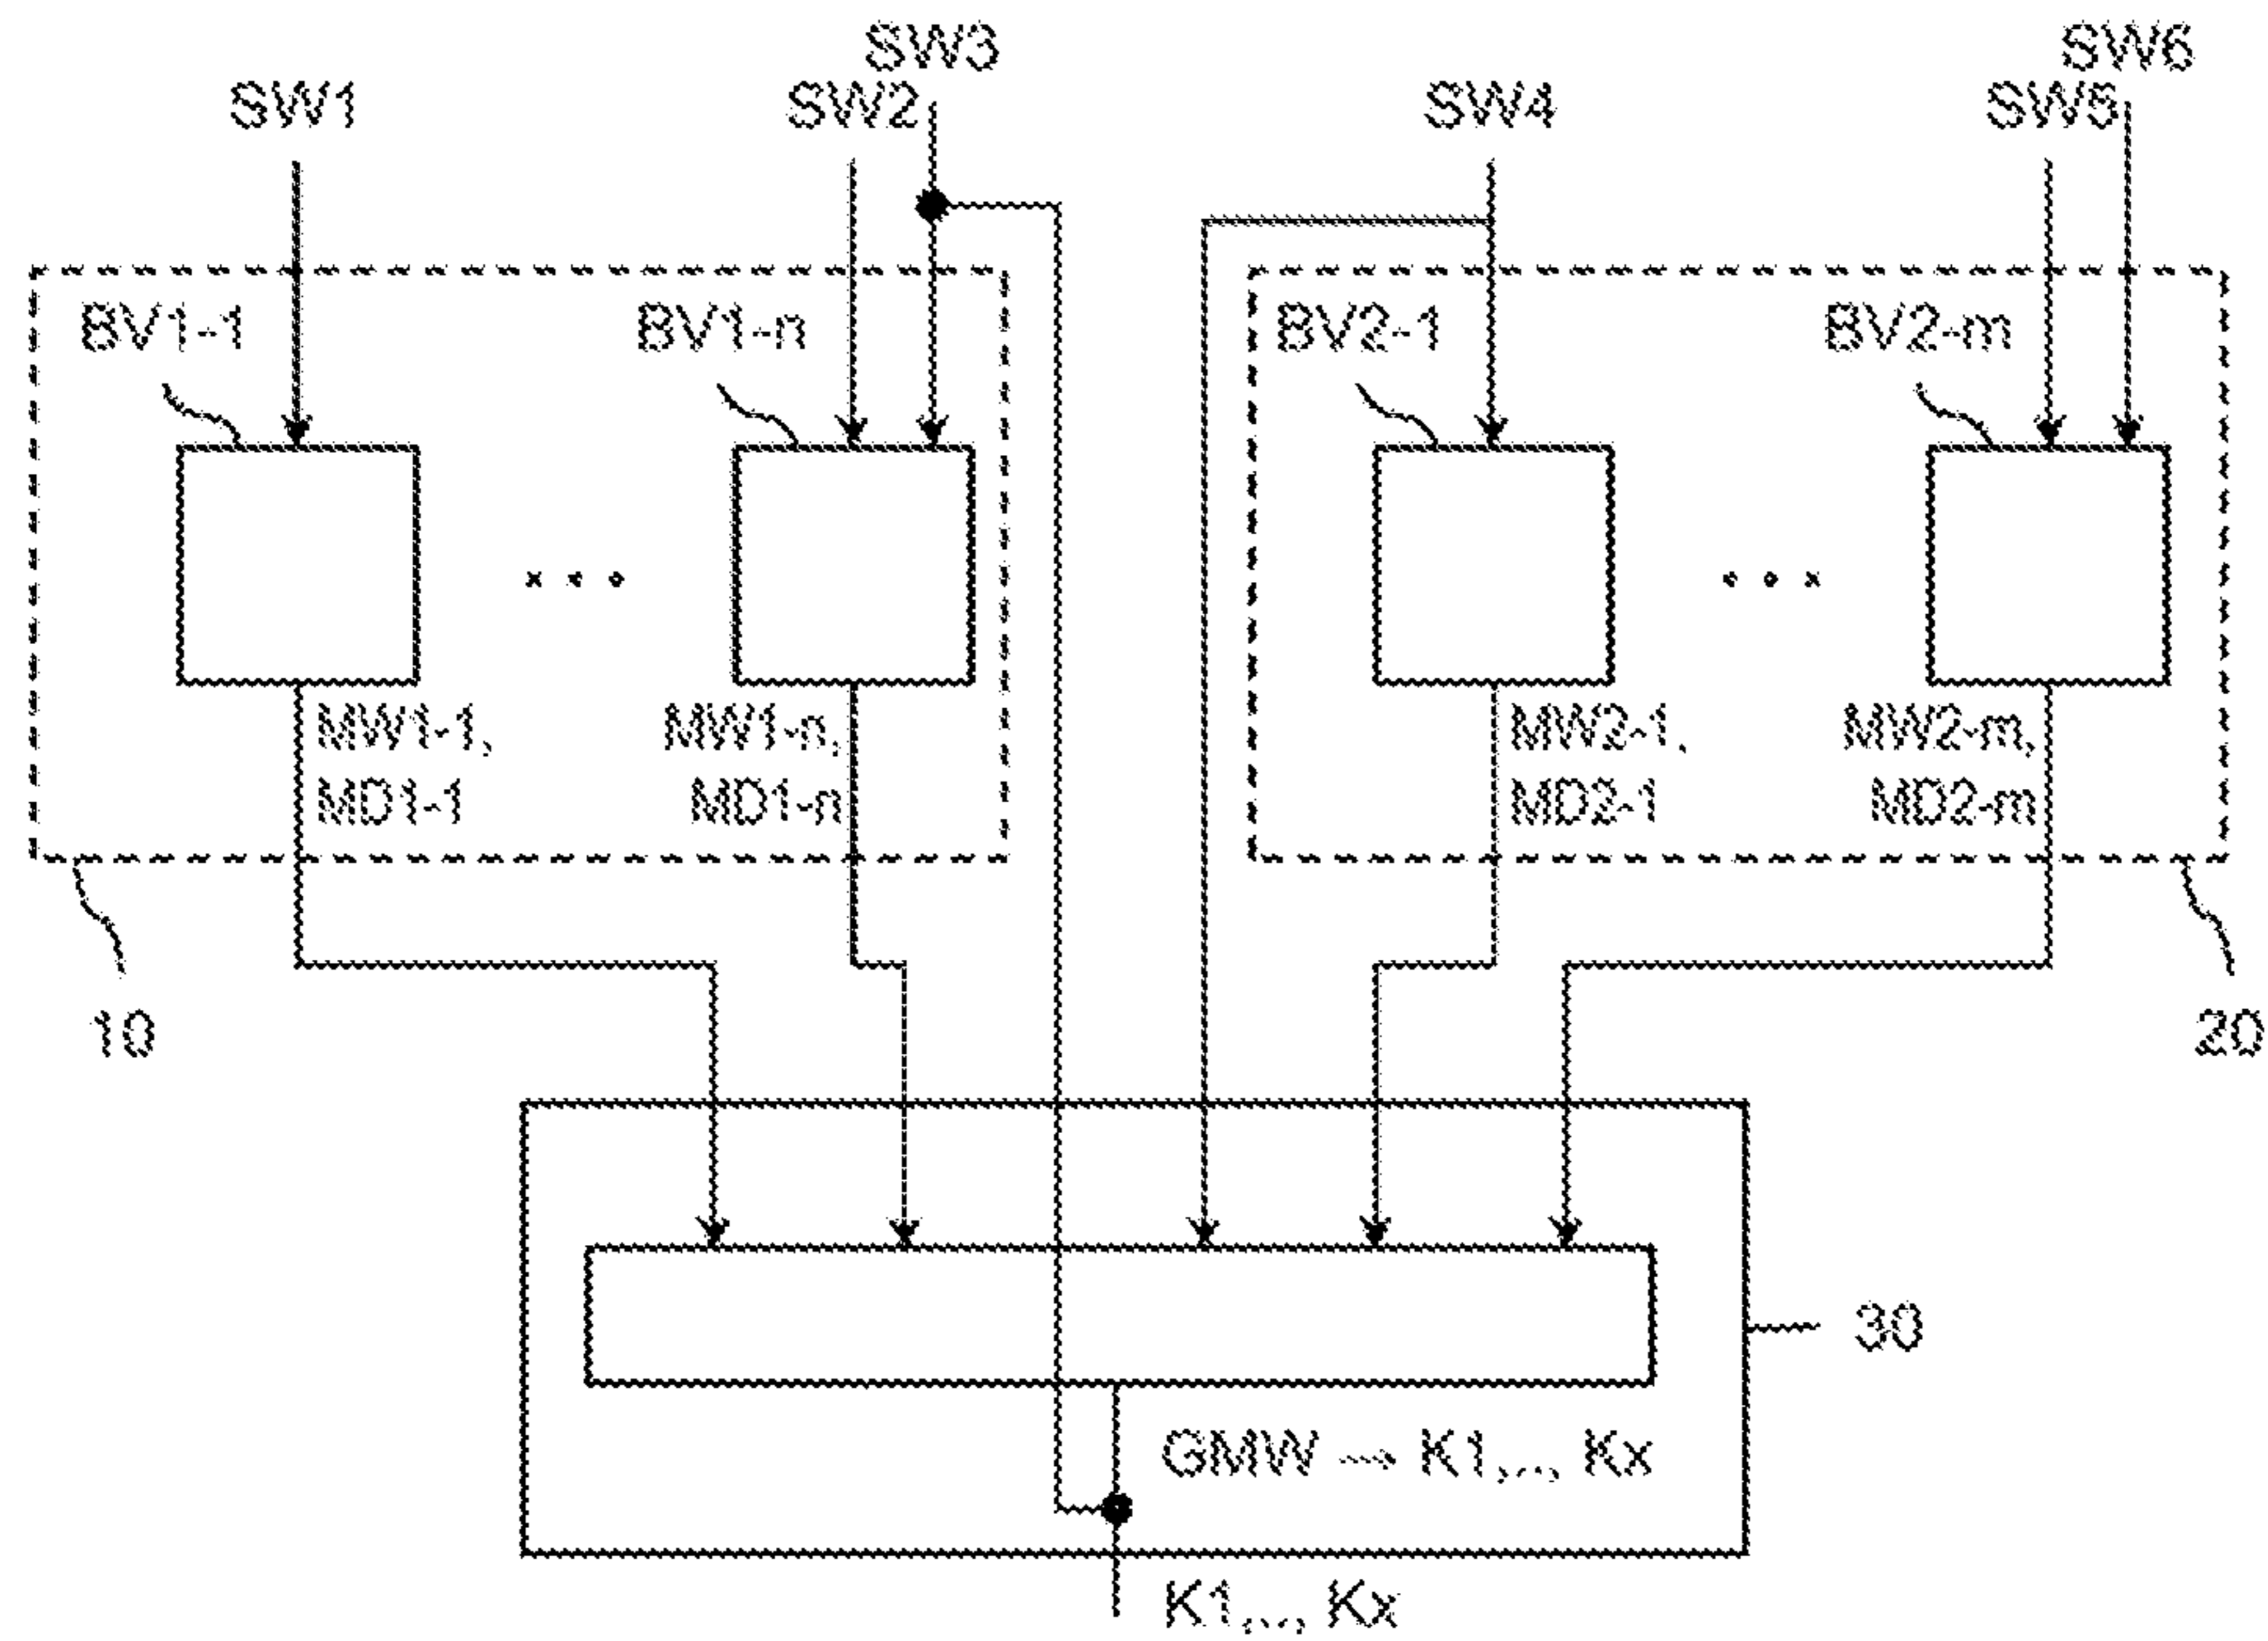 SW3
SW6
SW1
SW2
SW4
SW5
BV1-1
BV1-n
BV2-1
BV2-m
MW1-1,
MD1-1
MW1-n,
MD1-n
MW2-1,
MD2-1
MW2-m,
MD2-m
10
20
30
GMW → K1,..., Kx
K1,..., Kx